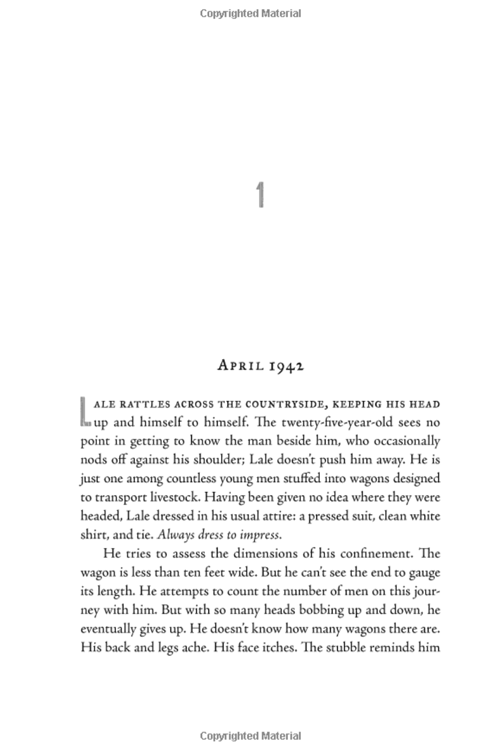 Copyrighted Material
1
April 1942
Lale rattles across the countryside, keeping his head
up and himself to himself. The twenty-five-year-old sees no
point in getting to know the man beside him, who occasionally
nods off against his shoulder; Lale doesn't push him away. He is
just one among countless young men stuffed into wagons designed
to transport livestock. Having been given no idea where they were
headed, Lale dressed in his usual attire: a pressed suit, clean white
shirt, and tie. Always dress to impress.
He tries to assess the dimensions of his confinement. The
wagon is less than ten feet wide. But he can't see the end to gauge
its length. He attempts to count the number of men on this jour-
ney with him. But with so many heads bobbing up and down, he
eventually gives up. He doesn't know how many wagons there are.
His back and legs ache. His face itches. The stubble reminds him
Copyrighted Material